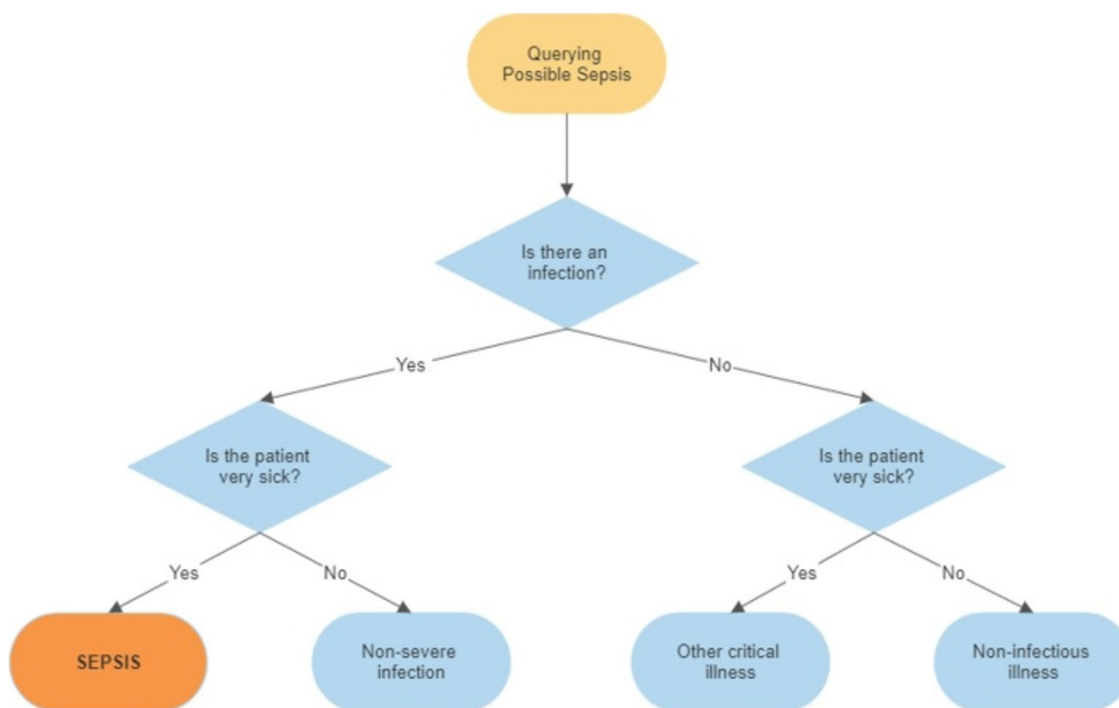 Querying
Possible Sepsis
Is there an
infection?
Yes
No
Is the patient
very sick?
Is the patient
very sick?
Yes
No
Yes
No
SEPSIS
Non-severe
infection
Other critical
illness
Non-infectious
illness